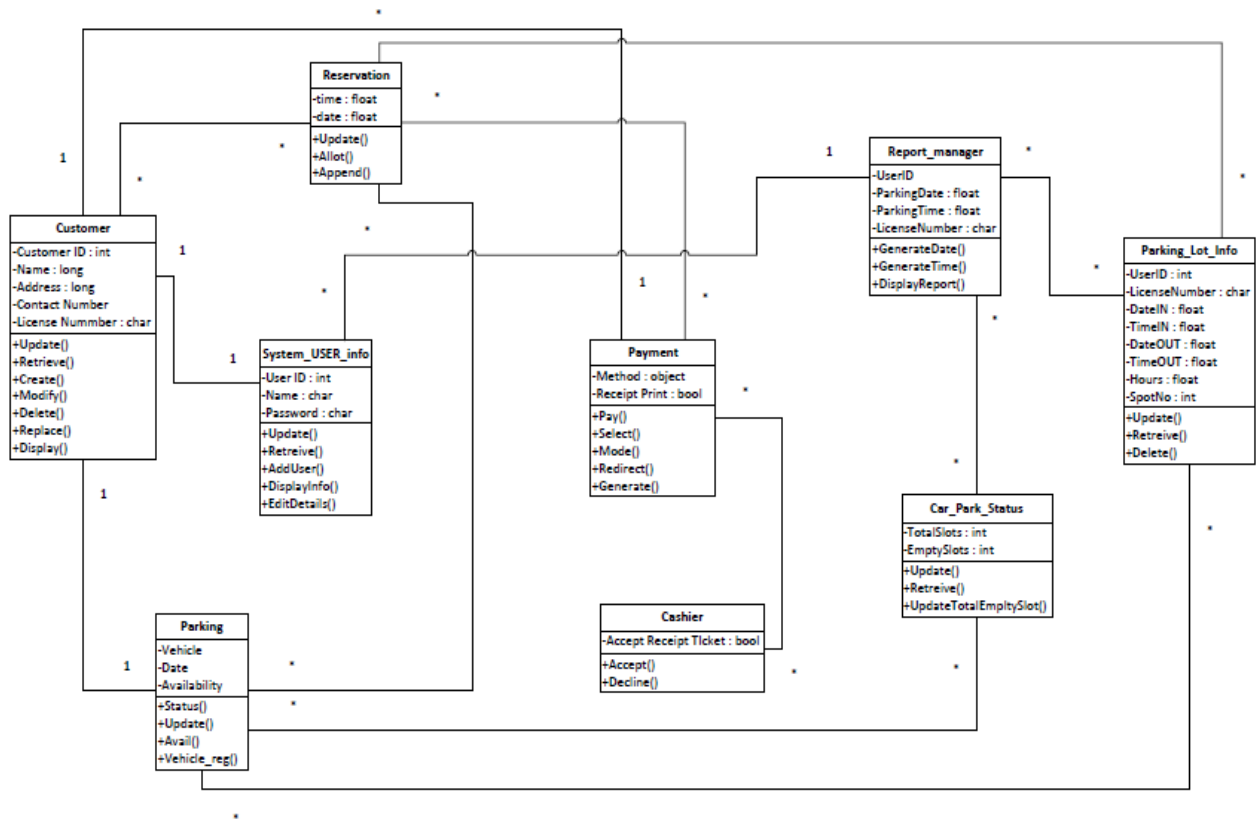 *
Reservation
-time : float
-date : float
+Update()
+Allot()
+Append()
*
*
1
*
*
1
Report_manager
-UserID
-ParkingDate : float
-ParkingTime : float
-LicenseNumber : char
+GenerateDate()
+GenerateTime()
+DisplayReport()
*
*
*
*
Customer
-Customer ID : int
-Name : long
-Address : long
-Contact Number
-License Nummber : char
+Update()
+Retrieve()
+Create()
+Modify()
+Delete()
+Replace()
+Display()
1
1
*
System_USER_info
-User ID : int
-Name : char
-Password : char
+Update()
+Retreive()
+AddUser()
+DisplayInfo()
+EditDetails()
1
*
Payment
-Method : object
-Receipt Print : bool
+Pay()
+Select()
+Mode()
+Redirect()
+Generate()
*
Parking_Lot_Info
-UserID : int
-LicenseNumber : char
-DateIN : float
-TimeIN : float
-DateOUT : float
-TimeOUT : float
-Hours : float
-SpotNo : int
+Update()
+Retreive()
+Delete()
*
*
*
Car_Park_Status
-TotalSlots : int
-EmptySlots : int
+Update()
+Retreive()
+UpdateTotalEmpltySlot()
*
1
1
Parking
-Vehicle
-Date
-Availability
+Status()
+Update()
+Avail()
+Vehicle_reg()
*
*
Cashier
-Accept Receipt TIcket : bool
+Accept()
+Decline()
*
*